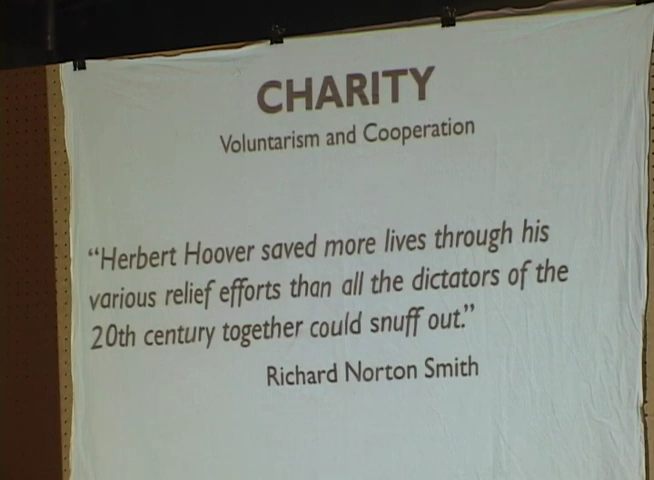 CHARITY
Voluntarism and Cooperation
“Herbert Hoover saved more lives through his
various relief efforts than all the dictators of the
20th century together could snuff out.”
Richard Norton Smith